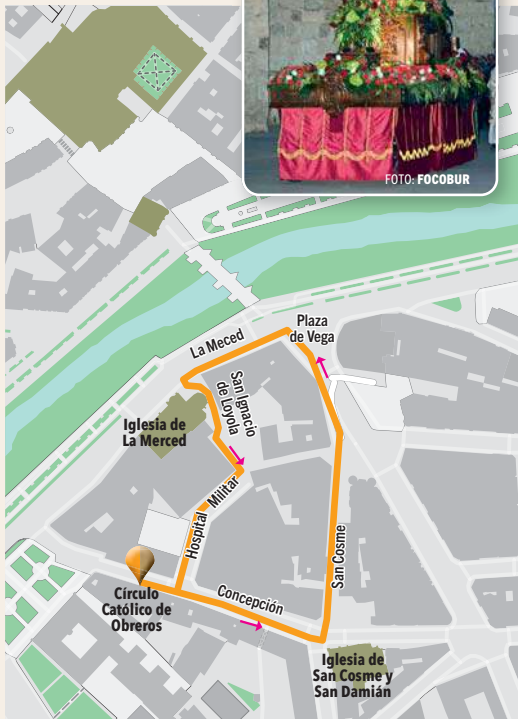 FOTO: FOCOBUR
Plaza
de Vega
La Meced
San Ignacio
de Loyola
Iglesia de
La Merced
Hospital
Militar
San Cosme
Círculo
Católico de
Obreros
Concepción
Iglesia de
San Cosme y
San Damián